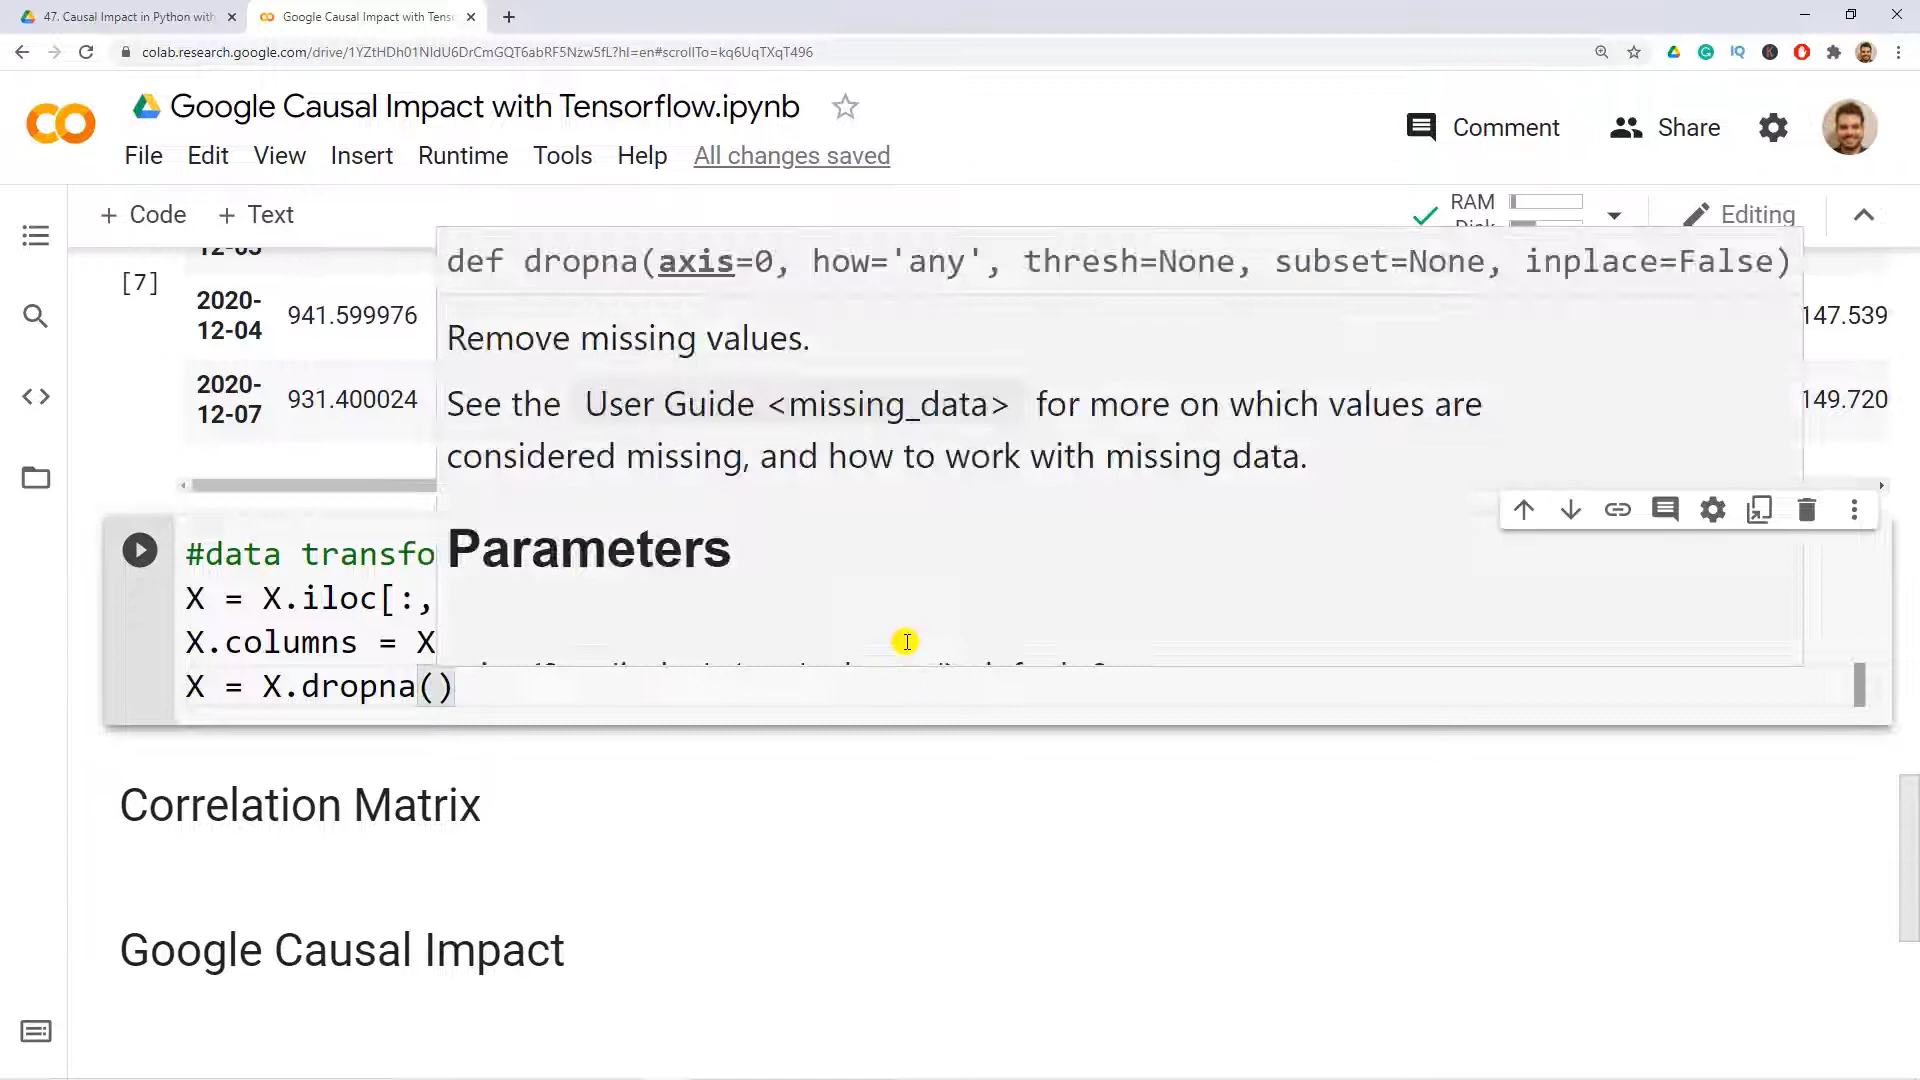 47. Causal Impact in Python with
Google Causal Impact with Tens
colab.research.google.com/drive/1YZtHDh01NIdU6DrCmGQT6abRF5Nzw5fL?hl=en#scrollTo=kq6UqTXqT496
Google Causal Impact with Tensorflow.ipynb
Comment
Share
File Edit View Insert Runtime Tools Help All changes saved
+ Code + Text
RAM
Disk
Editing
12-03
[7]
2020-
12-04
941.599976
147.539
2020-
12-07
931.400024
149.720
def dropna(axis=0, how='any', thresh=None, subset=None, inplace=False)
Remove missing values.
See the User Guide <missing_data> for more on which values are
considered missing, and how to work with missing data.
Parameters
#data transfo
X = X.iloc[:,
X.columns = X
X = X.dropna()
Correlation Matrix
Google Causal Impact